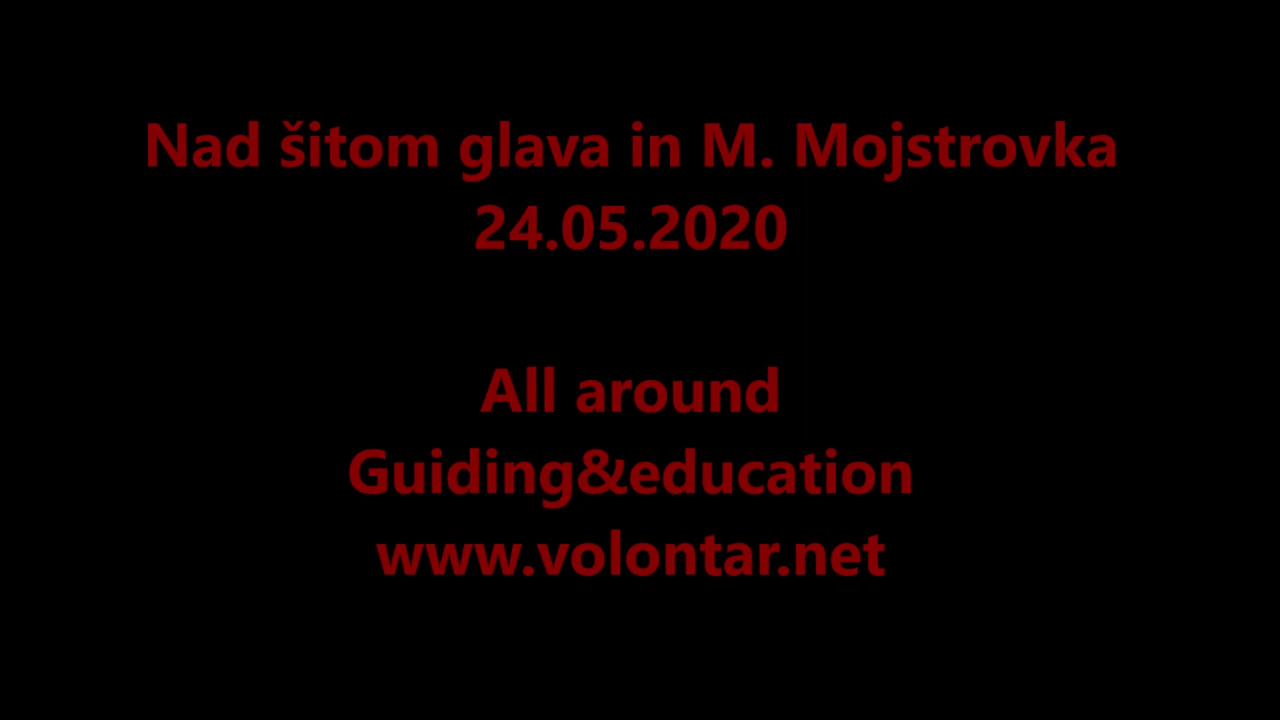 Nad šitom glava in M. Mojstrovka
24.05.2020
All around
Guiding&education
www.volontar.net